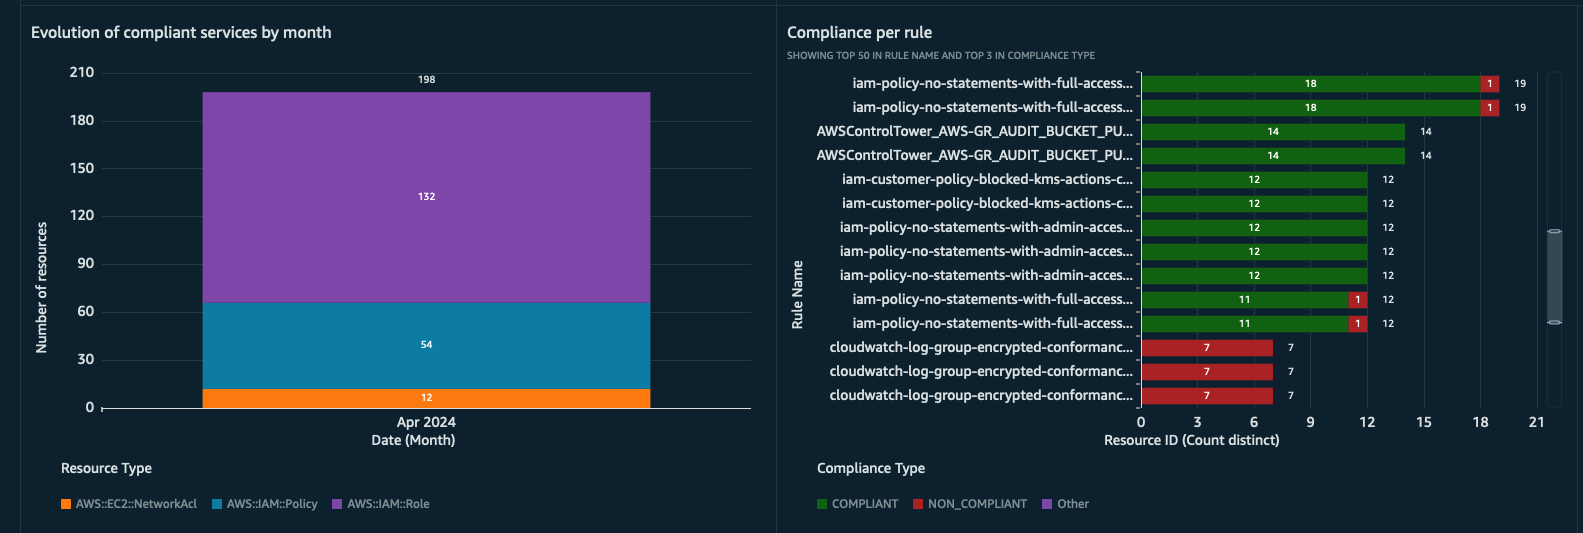 Evolution of compliant services by month
210
198
180
150
132
120
90
60
54
30
12
0
Number of resources
Apr 2024
Date (Month)
Resource Type
AWS::EC2::NetworkAcl AWS::IAM::Policy AWS::IAM::Role
Compliance per rule
SHOWING TOP 50 IN RULE NAME AND TOP 3 IN COMPLIANCE TYPE
Rule Name
iam-policy-no-statements-with-full-access... 18 1 19
iam-policy-no-statements-with-full-access... 18 1 19
AWSControlTower_AWS-GR_AUDIT_BUCKET_PU... 14 14
AWSControlTower_AWS-GR_AUDIT_BUCKET_PU... 14 14
iam-customer-policy-blocked-kms-actions-c... 12 12
iam-customer-policy-blocked-kms-actions-c... 12 12
iam-policy-no-statements-with-admin-acces... 12 12
iam-policy-no-statements-with-admin-acces... 12 12
iam-policy-no-statements-with-admin-acces... 12 12
iam-policy-no-statements-with-full-access... 11 1 12
iam-policy-no-statements-with-full-access... 11 1 12
cloudwatch-log-group-encrypted-conformanc... 7 7
cloudwatch-log-group-encrypted-conformanc... 7 7
cloudwatch-log-group-encrypted-conformanc... 7 7
0 3 6 9 12 15 18 21
Resource ID (Count distinct)
Compliance Type
COMPLIANT NON_COMPLIANT Other